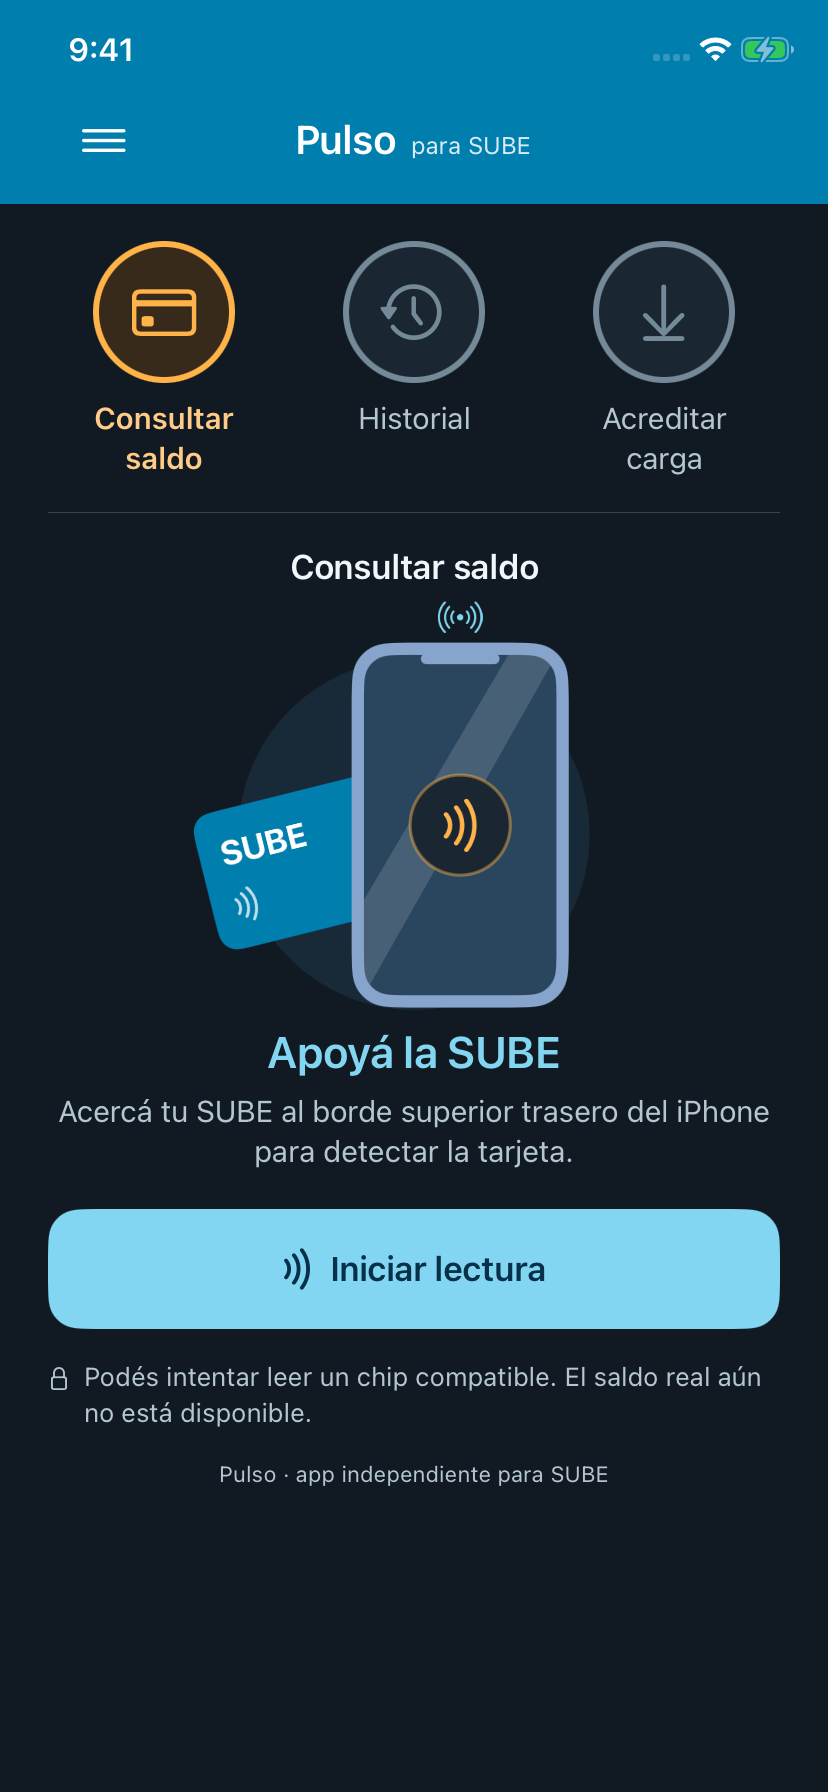 9:41
Pulso para SUBE
Consultar saldo
Historial
Acreditar carga
Consultar saldo
SUBE
Apoyá la SUBE
Acercá tu SUBE al borde superior trasero del iPhone
para detectar la tarjeta.
Iniciar lectura
Podés intentar leer un chip compatible. El saldo real aún
no está disponible.
Pulso · app independiente para SUBE